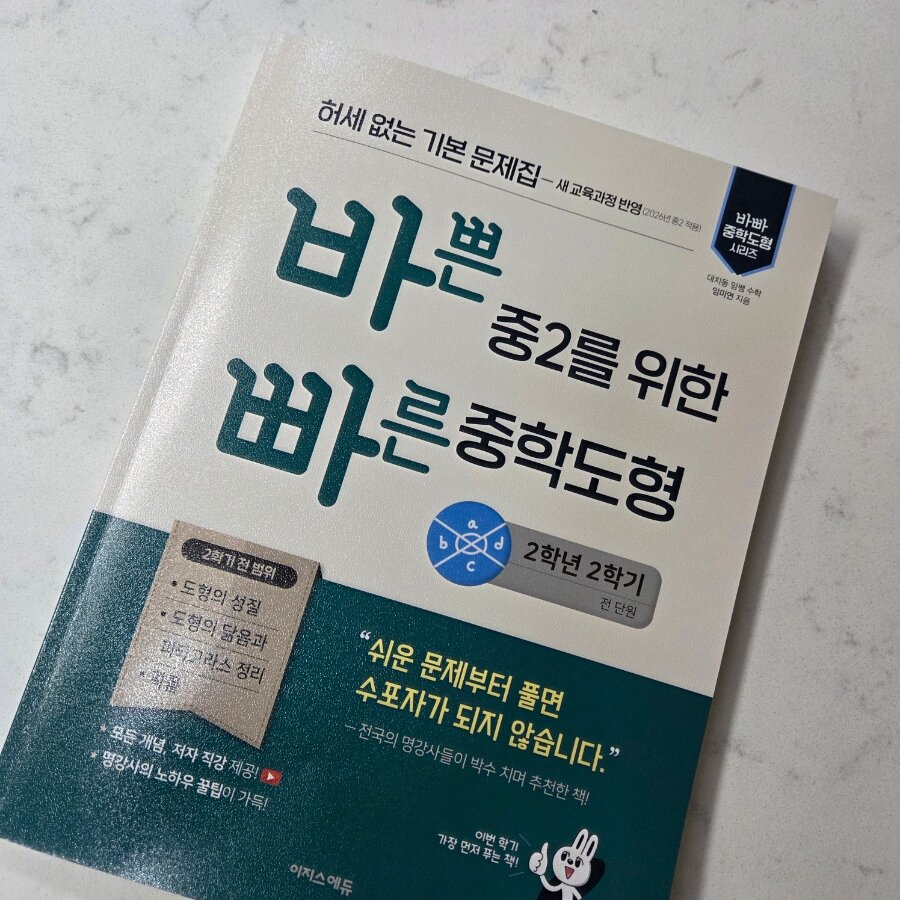 허세 없는 기본 문제집 – 새 교육과정 반영 (2026년 중2 적용)
바빠
중학도형
시리즈
대치동 임쌤 수학
임미연 지음
바쁜 중2를 위한
빠른 중학도형
a
b d
c
2학년 2학기
전 단원
2학기 전 범위
• 도형의 성질
• 도형의 닮음과
피타고라스 정리
• 확률
“쉬운 문제부터 풀면
수포자가 되지 않습니다.”
– 전국의 명강사들이 박수 치며 추천한 책!
* 모든 개념, 저자 직강 제공!
* 명강사의 노하우 꿀팁이 가득!
이번 학기
가장 먼저 푸는 책!
이지스에듀